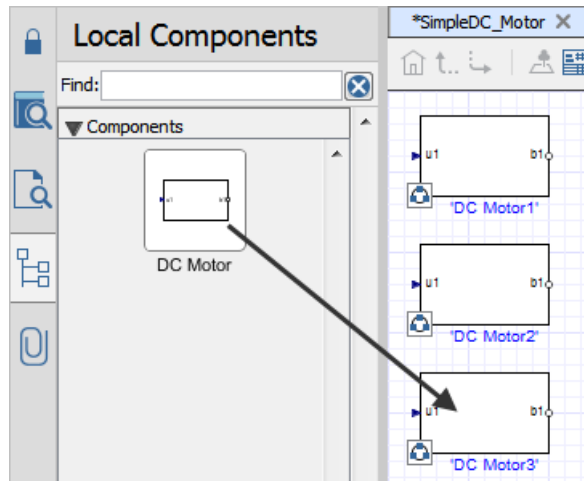 Local Components
Find:
Components
u1 b1
DC Motor
*SimpleDC_Motor
u1 b1
'DC Motor1'
u1 b1
'DC Motor2'
u1 b1
'DC Motor3'